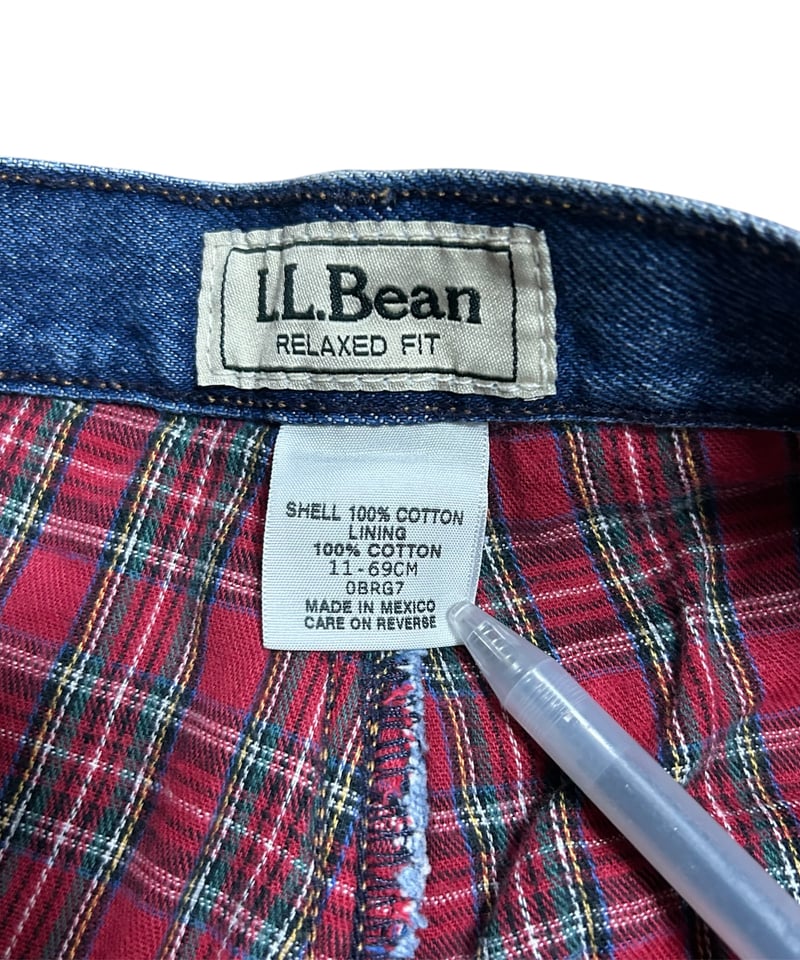 L.L.Bean
RELAXED FIT
SHELL 100% COTTON
LINING
100% COTTON
11-69CM
0BRG7
MADE IN MEXICO
CARE ON REVERSE